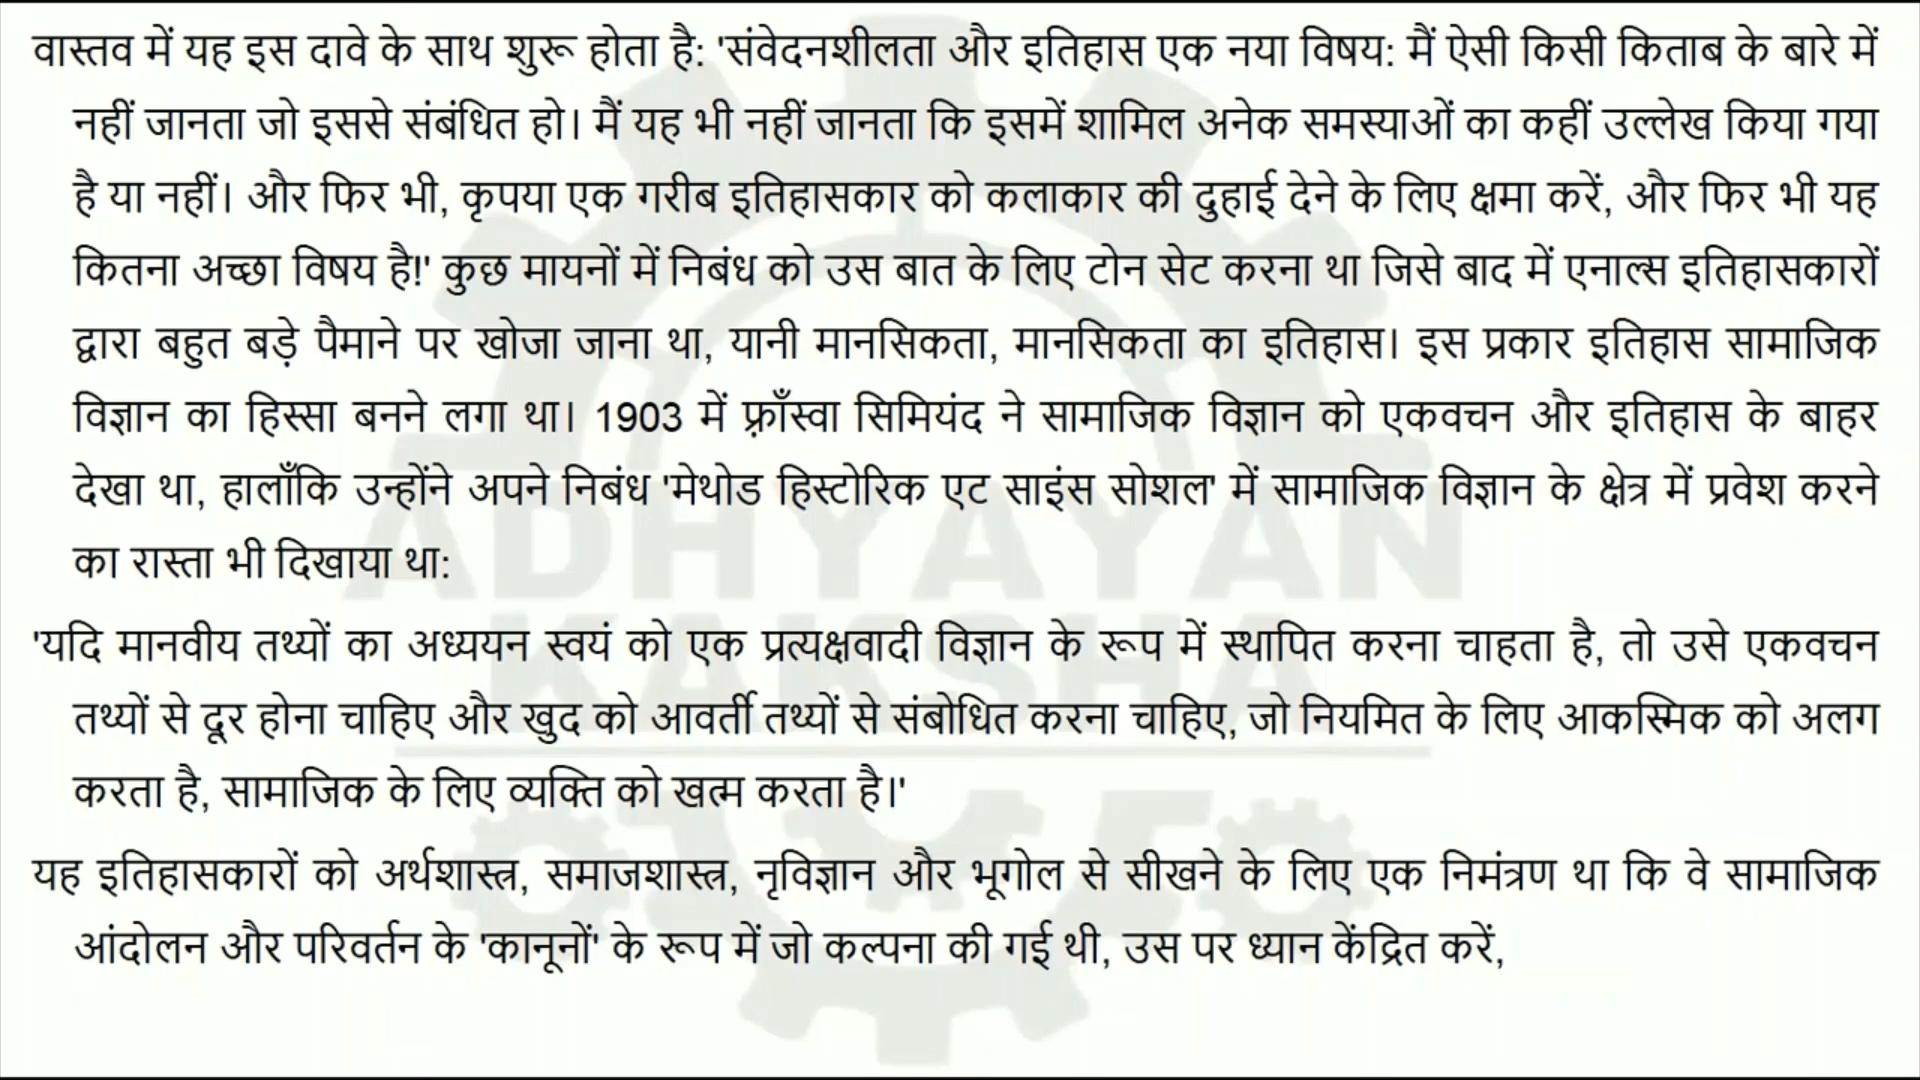 वास्तव में यह इस दावे के साथ शुरू होता है: 'संवेदनशीलता और इतिहास एक नया विषय: मैं ऐसी किसी किताब के बारे में
नहीं जानता जो इससे संबंधित हो। मैं यह भी नहीं जानता कि इसमें शामिल अनेक समस्याओं का कहीं उल्लेख किया गया
है या नहीं। और फिर भी, कृपया एक गरीब इतिहासकार को कलाकार की दुहाई देने के लिए क्षमा करें, और फिर भी यह
कितना अच्छा विषय है!' कुछ मायनों में निबंध को उस बात के लिए टोन सेट करना था जिसे बाद में एनाल्स इतिहासकारों
द्वारा बहुत बड़े पैमाने पर खोजा जाना था, यानी मानसिकता, मानसिकता का इतिहास। इस प्रकार इतिहास सामाजिक
विज्ञान का हिस्सा बनने लगा था। 1903 में फ़्राँस्वा सिमियंद ने सामाजिक विज्ञान को एकवचन और इतिहास के बाहर
देखा था, हालाँकि उन्होंने अपने निबंध 'मेथोड हिस्टोरिक एट साइंस सोशल' में सामाजिक विज्ञान के क्षेत्र में प्रवेश करने
का रास्ता भी दिखाया था:
'यदि मानवीय तथ्यों का अध्ययन स्वयं को एक प्रत्यक्षवादी विज्ञान के रूप में स्थापित करना चाहता है, तो उसे एकवचन
तथ्यों से दूर होना चाहिए और खुद को आवर्ती तथ्यों से संबोधित करना चाहिए, जो नियमित के लिए आकस्मिक को अलग
करता है, सामाजिक के लिए व्यक्ति को खत्म करता है।'
यह इतिहासकारों को अर्थशास्त्र, समाजशास्त्र, नृविज्ञान और भूगोल से सीखने के लिए एक निमंत्रण था कि वे सामाजिक
आंदोलन और परिवर्तन के 'कानूनों' के रूप में जो कल्पना की गई थी, उस पर ध्यान केंद्रित करें,
ADHYAYAN
KAKSHA